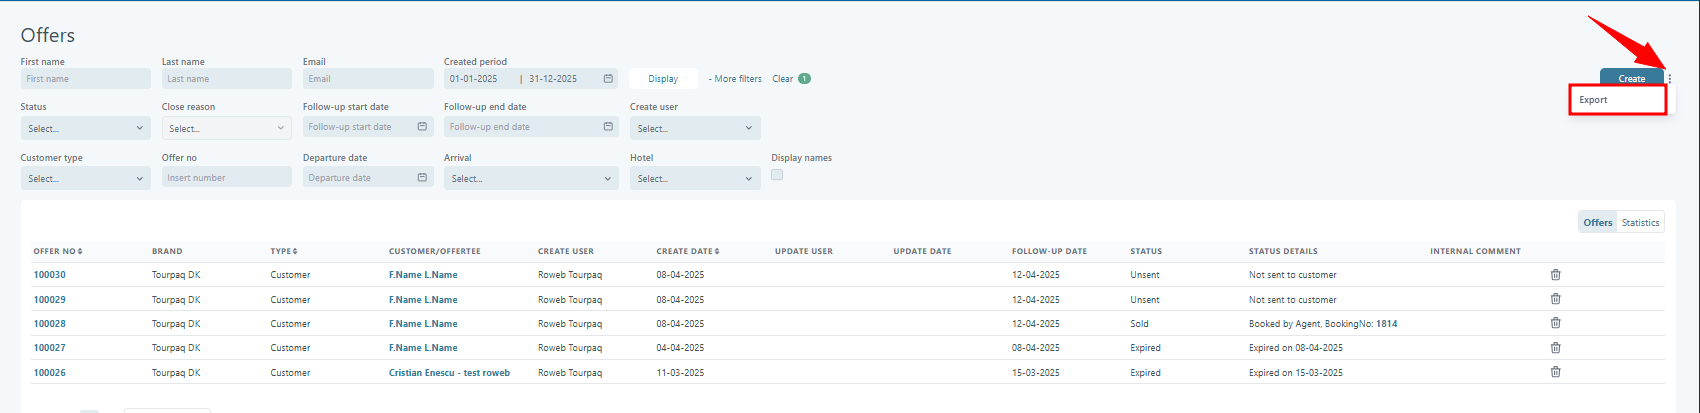 Offers
First name Last name Email Created period
First name Last name Email 01-01-2025 | 31-12-2025 Display - More filters Clear 1 Create
Export
Status Close reason Follow-up start date Follow-up end date Create user
Select... Select... Follow-up start date Follow-up end date Select...
Customer type Offer no Departure date Arrival Hotel Display names
Select... Insert number Departure date Select... Select...
Offers Statistics
OFFER NO BRAND TYPE CUSTOMER/OFFERTEE CREATE USER CREATE DATE UPDATE USER UPDATE DATE FOLLOW-UP DATE STATUS STATUS DETAILS INTERNAL COMMENT
100030 Tourpaq DK Customer F.Name L.Name Roweb Tourpaq 08-04-2025 12-04-2025 Unsent Not sent to customer
100029 Tourpaq DK Customer F.Name L.Name Roweb Tourpaq 08-04-2025 12-04-2025 Unsent Not sent to customer
100028 Tourpaq DK Customer F.Name L.Name Roweb Tourpaq 08-04-2025 12-04-2025 Sold Booked by Agent, BookingNo: 1814
100027 Tourpaq DK Customer F.Name L.Name Roweb Tourpaq 04-04-2025 08-04-2025 Expired Expired on 08-04-2025
100026 Tourpaq DK Customer Cristian Enescu - test roweb Roweb Tourpaq 11-03-2025 15-03-2025 Expired Expired on 15-03-2025